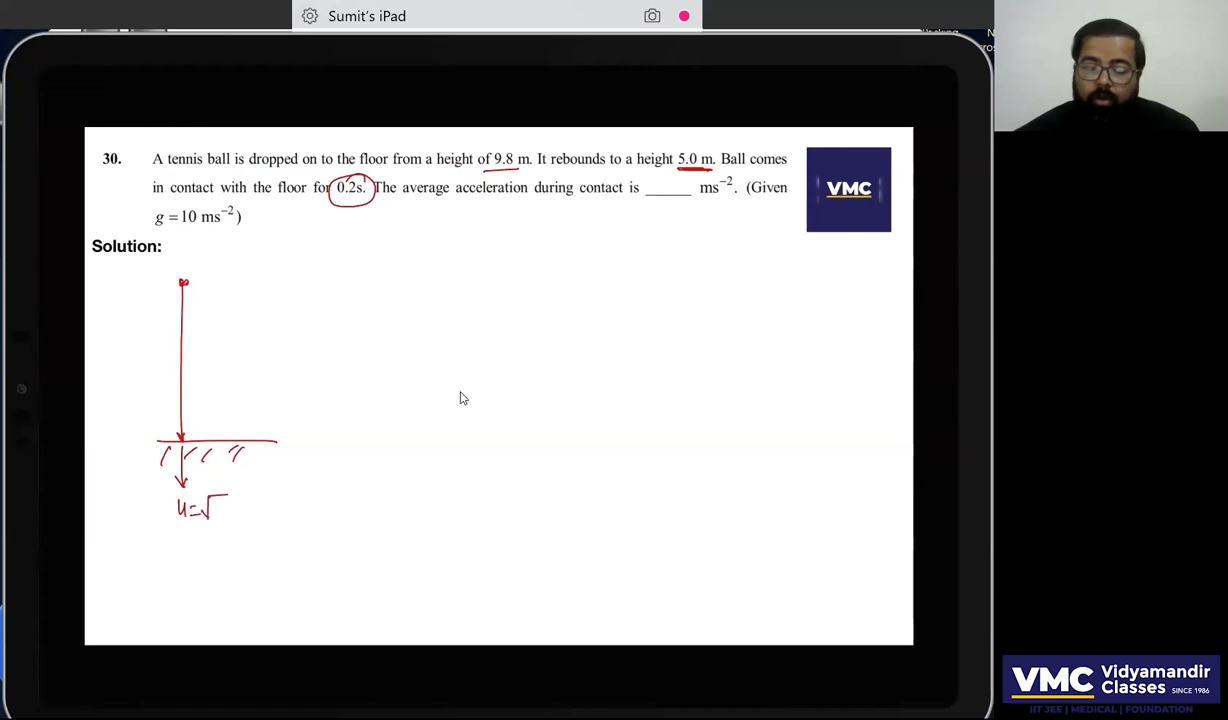 Sumit's iPad
30. A tennis ball is dropped on to the floor from a height of 9.8 m. It rebounds to a height 5.0 m. Ball comes
in contact with the floor for 0.2s. The average acceleration during contact is ______ ms⁻². (Given
g = 10 ms⁻²)
VMC
Solution:
u=√
VMC Vidyamandir
Classes SINCE 1986
IIT JEE | MEDICAL | FOUNDATION